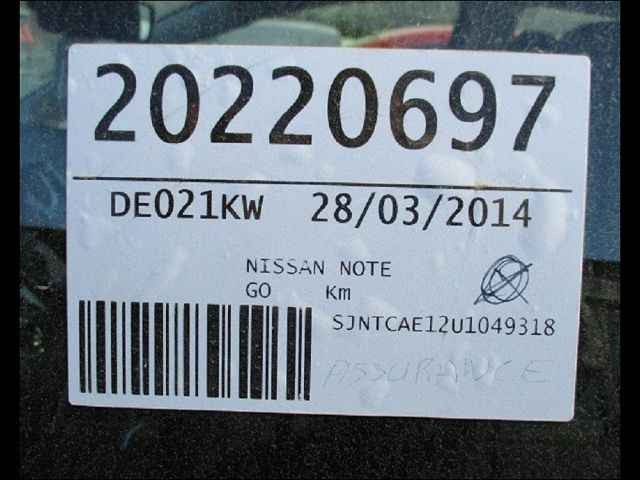 20220697
DE021KW 28/03/2014
NISSAN NOTE
GO Km
SJNTCAE12U1049318
ASSURANCE